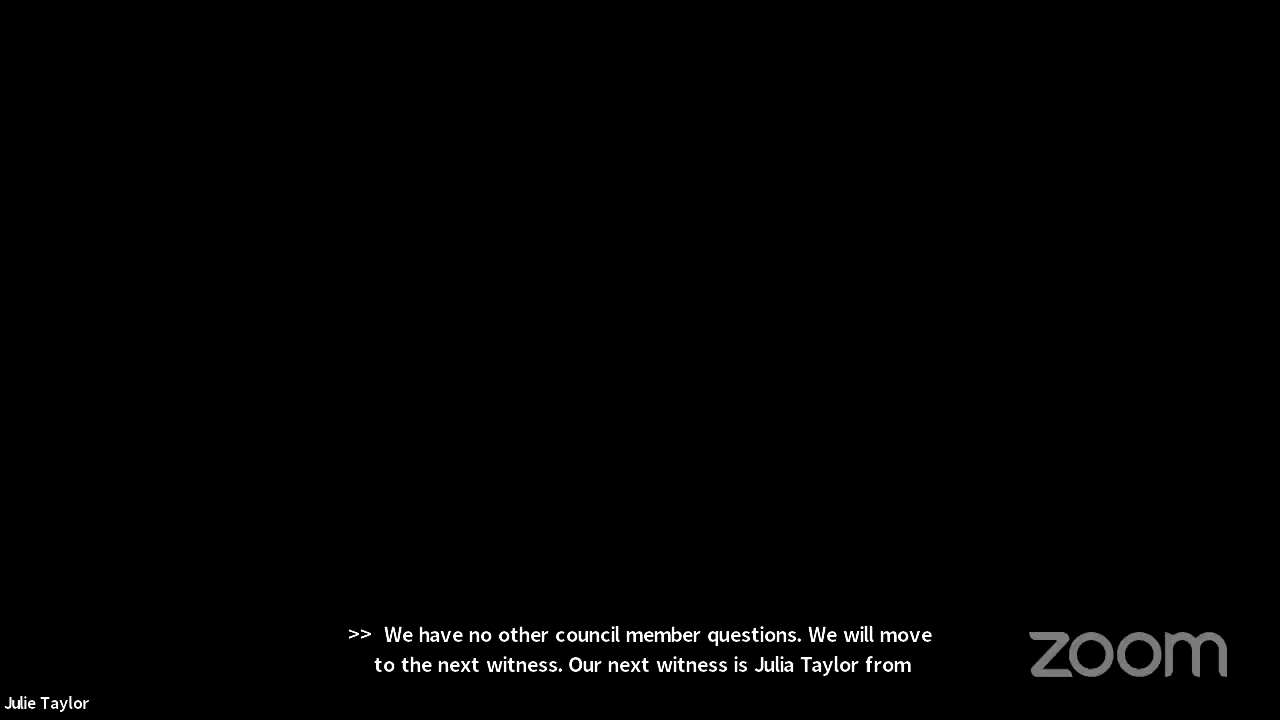 >> We have no other council member questions. We will move
to the next witness. Our next witness is Julia Taylor from
zoom
Julie Taylor